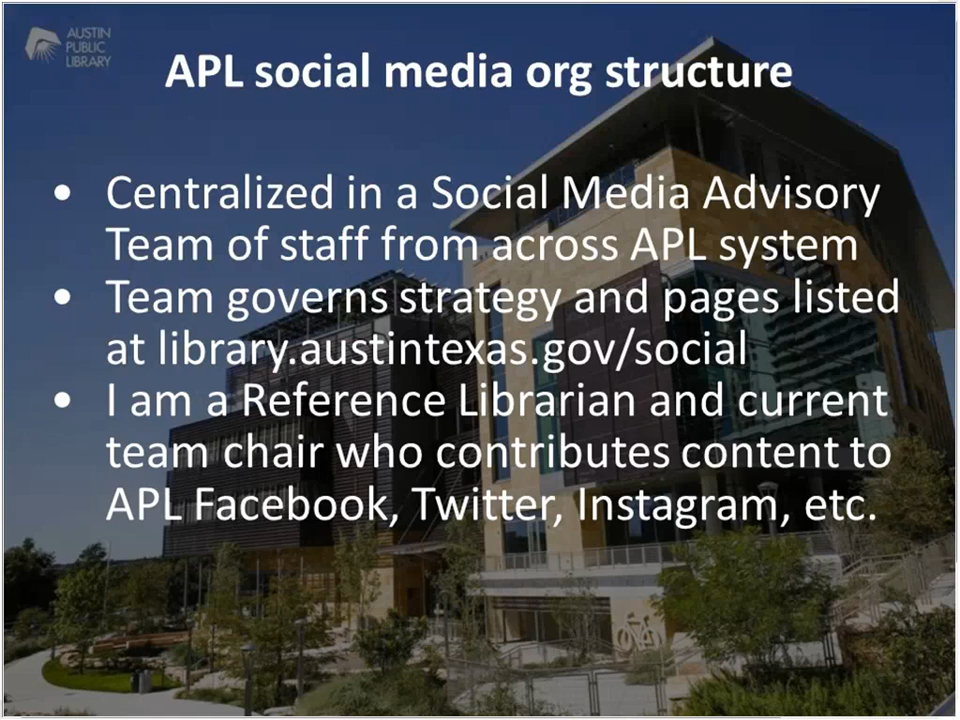 AUSTIN
PUBLIC
LIBRARY
APL social media org structure
• Centralized in a Social Media Advisory
Team of staff from across APL system
• Team governs strategy and pages listed
at library.austintexas.gov/social
• I am a Reference Librarian and current
team chair who contributes content to
APL Facebook, Twitter, Instagram, etc.